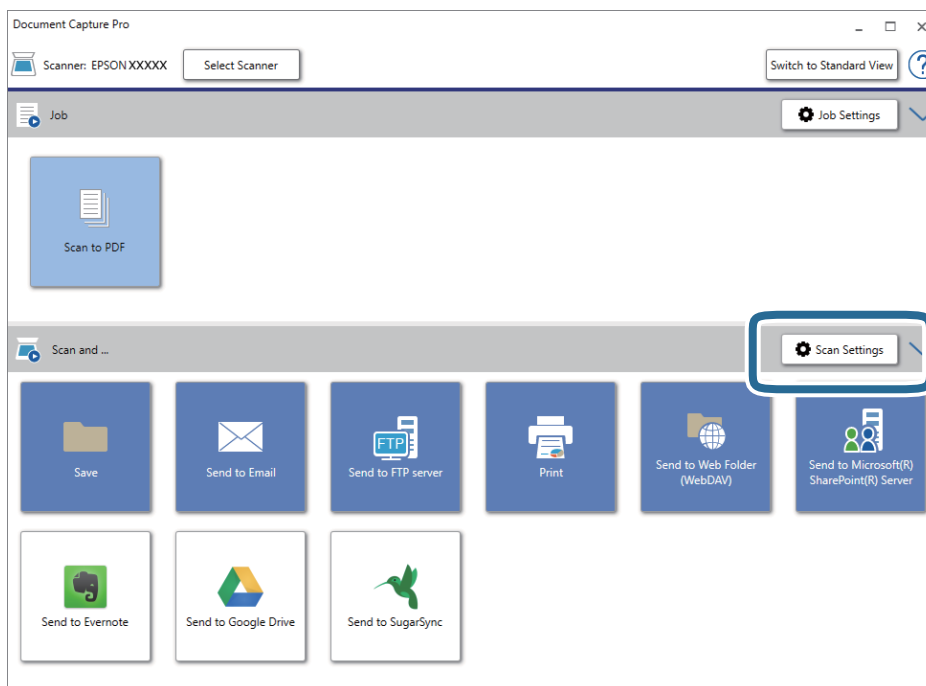 Document Capture Pro
Scanner: EPSON XXXXX
Select Scanner
Switch to Standard View
?
Job
Job Settings
Scan to PDF
Scan and ...
Scan Settings
Save
Send to Email
FTP
Send to FTP server
Print
Send to Web Folder
(WebDAV)
Send to Microsoft(R)
SharePoint(R) Server
Send to Evernote
Send to Google Drive
Send to SugarSync